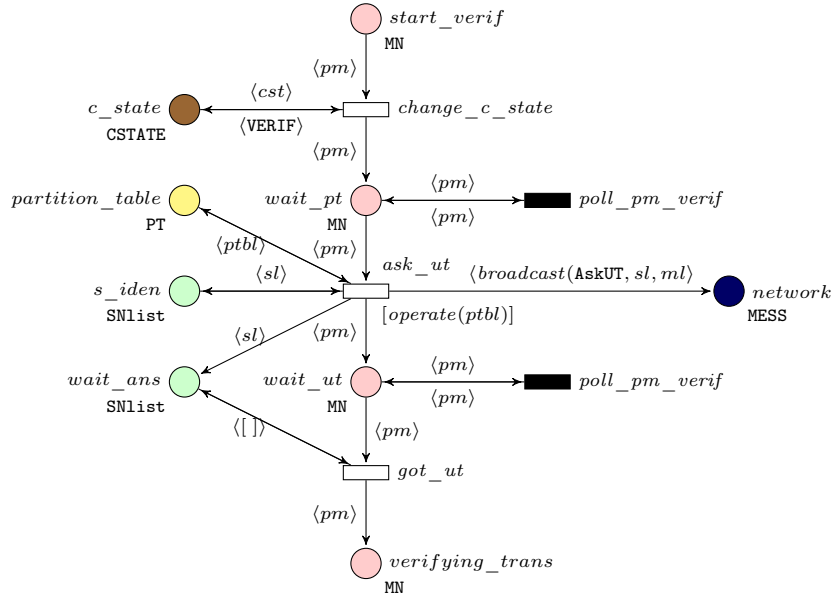 start_verif
MN
⟨pm⟩
⟨cst⟩
c_state
change_c_state
CSTATE
⟨VERIF⟩
⟨pm⟩
⟨pm⟩
partition_table
wait_pt
poll_pm_verif
PT
MN
⟨pm⟩
⟨ptbl⟩
⟨pm⟩
ask_ut
⟨sl⟩
⟨broadcast(AskUT, sl, ml⟩
s_iden
network
SNlist
[operate(ptbl)]
MESS
⟨sl⟩
⟨pm⟩
⟨pm⟩
wait_ans
wait_ut
poll_pm_verif
SNlist
MN
⟨pm⟩
⟨[ ]⟩
⟨pm⟩
got_ut
⟨pm⟩
verifying_trans
MN